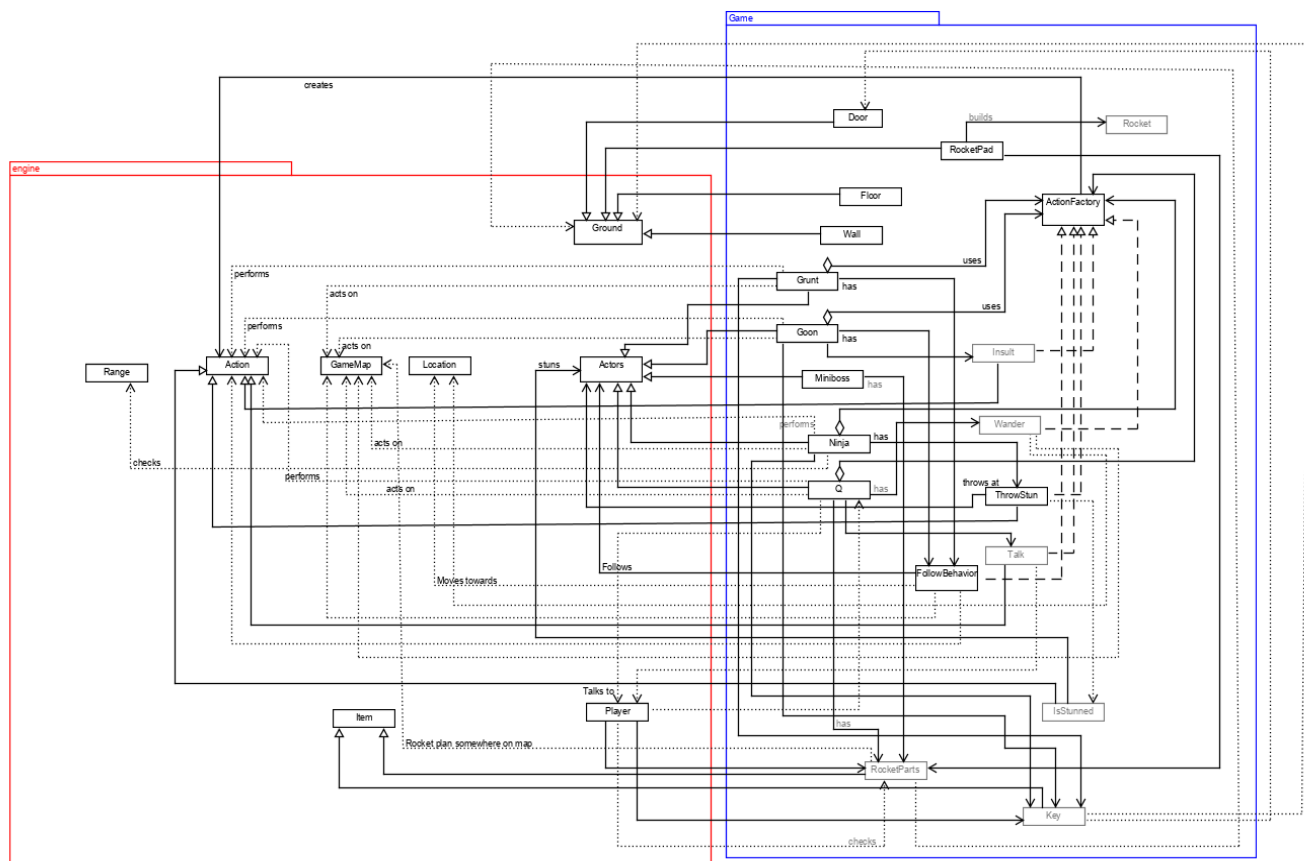 Game
creates
Door
builds
Rocket
RocketPad
engine
Floor
ActionFactory
Ground
Wall
uses
performs
Grunt
has
acts on
uses
performs
Goon
has
acts on
Insult
Range
Action
GameMap
Location
stuns
Actors
Miniboss
has
performs
Wander
acts on
Ninja
has
checks
performs
throws at
acts on
Q
has
ThrowStun
Talk
Moves towards
Follows
FollowBehavior
Talks to
Item
Player
IsStunned
has
Rocket plan somewhere on map
RocketParts
Key
checks